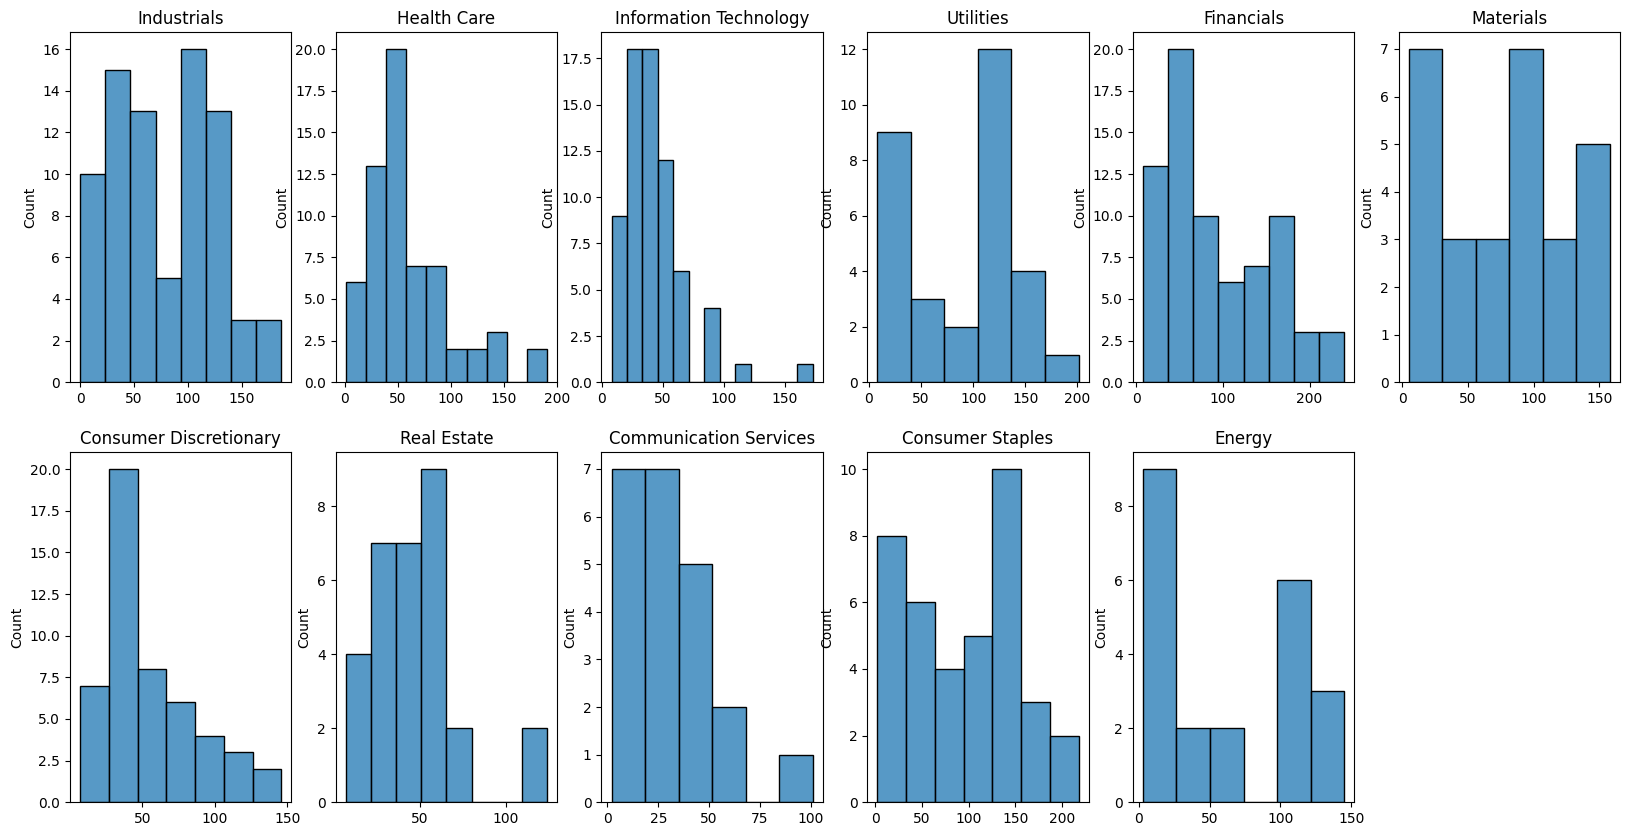 Industrials
Health Care
Information Technology
Utilities
Financials
Materials
Count
16
14
12
10
8
6
4
2
0
0 50 100 150
Count
20.0
17.5
15.0
12.5
10.0
7.5
5.0
2.5
0.0
0 50 100 150 200
Count
17.5
15.0
12.5
10.0
7.5
5.0
2.5
0.0
0 50 100 150
Count
12
10
8
6
4
2
0
0 50 100 150 200
Count
20.0
17.5
15.0
12.5
10.0
7.5
5.0
2.5
0.0
0 100 200
Count
7
6
5
4
3
2
1
0
0 50 100 150
Consumer Discretionary
Real Estate
Communication Services
Consumer Staples
Energy
Count
20.0
17.5
15.0
12.5
10.0
7.5
5.0
2.5
0.0
50 100 150
Count
8
6
4
2
0
50 100
Count
7
6
5
4
3
2
1
0
0 25 50 75 100
Count
10
8
6
4
2
0
0 50 100 150 200
Count
8
6
4
2
0
0 50 100 150